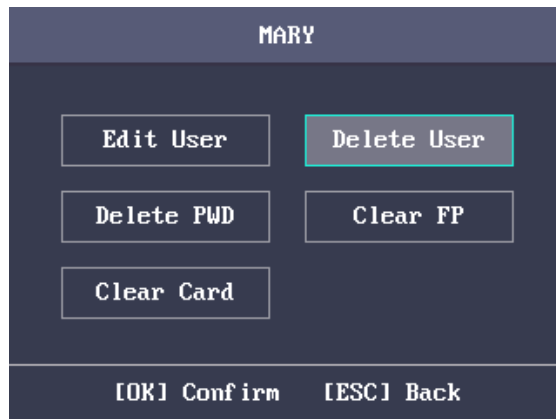 MARY
Edit User Delete User
Delete PWD Clear FP
Clear Card
[OK] Confirm [ESC] Back